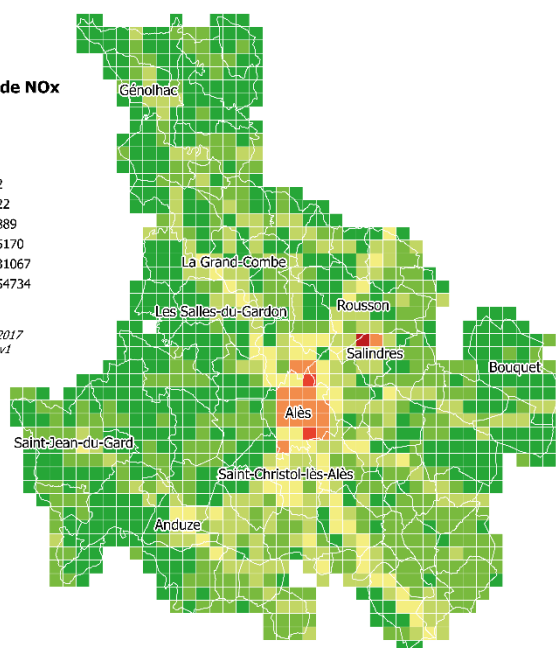 de NOx
2
22
389
5170
31067
54734
2017
v1
Génolhac
La Grand-Combe
Les Salles-du-Gardon
Rousson
Salindres
Bouquet
Alès
Saint-Jean-du-Gard
Saint-Christol-lès-Alès
Anduze